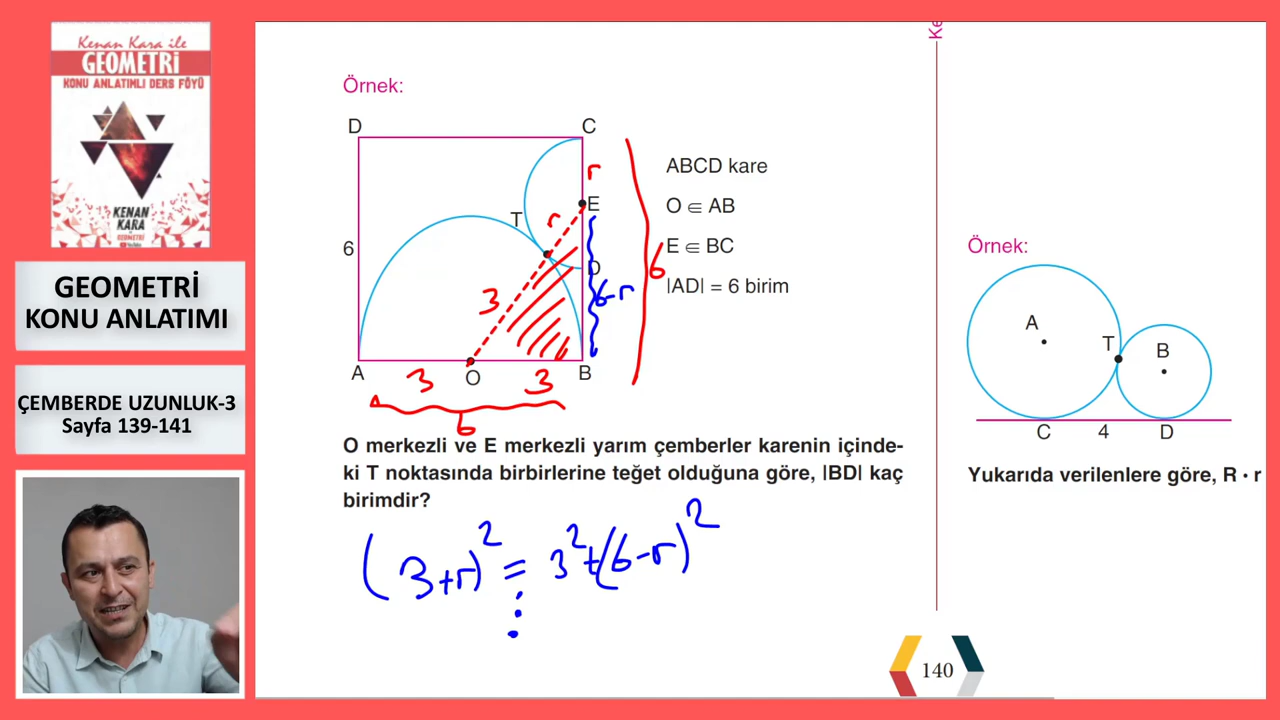 Kenan Kara ile
GEOMETRİ
KONU ANLATIMLI DERS FÖYÜ
KENAN
KARA
GEOMETRİ
KONU ANLATIMI
ÇEMBERDE UZUNLUK-3
Sayfa 139-141
Örnek:
D
C
r
E
T
r
6
D
3
6-r
6
A
3
O
3
B
6
ABCD kare
O ∈ AB
E ∈ BC
|AD| = 6 birim
O merkezli ve E merkezli yarım çemberler karenin içinde-
ki T noktasında birbirlerine teğet olduğuna göre, |BD| kaç
birimdir?
(3+r)² = 3²+(6-r)²
Ke
Örnek:
A
T
B
C
4
D
Yukarıda verilenlere göre, R • r
140